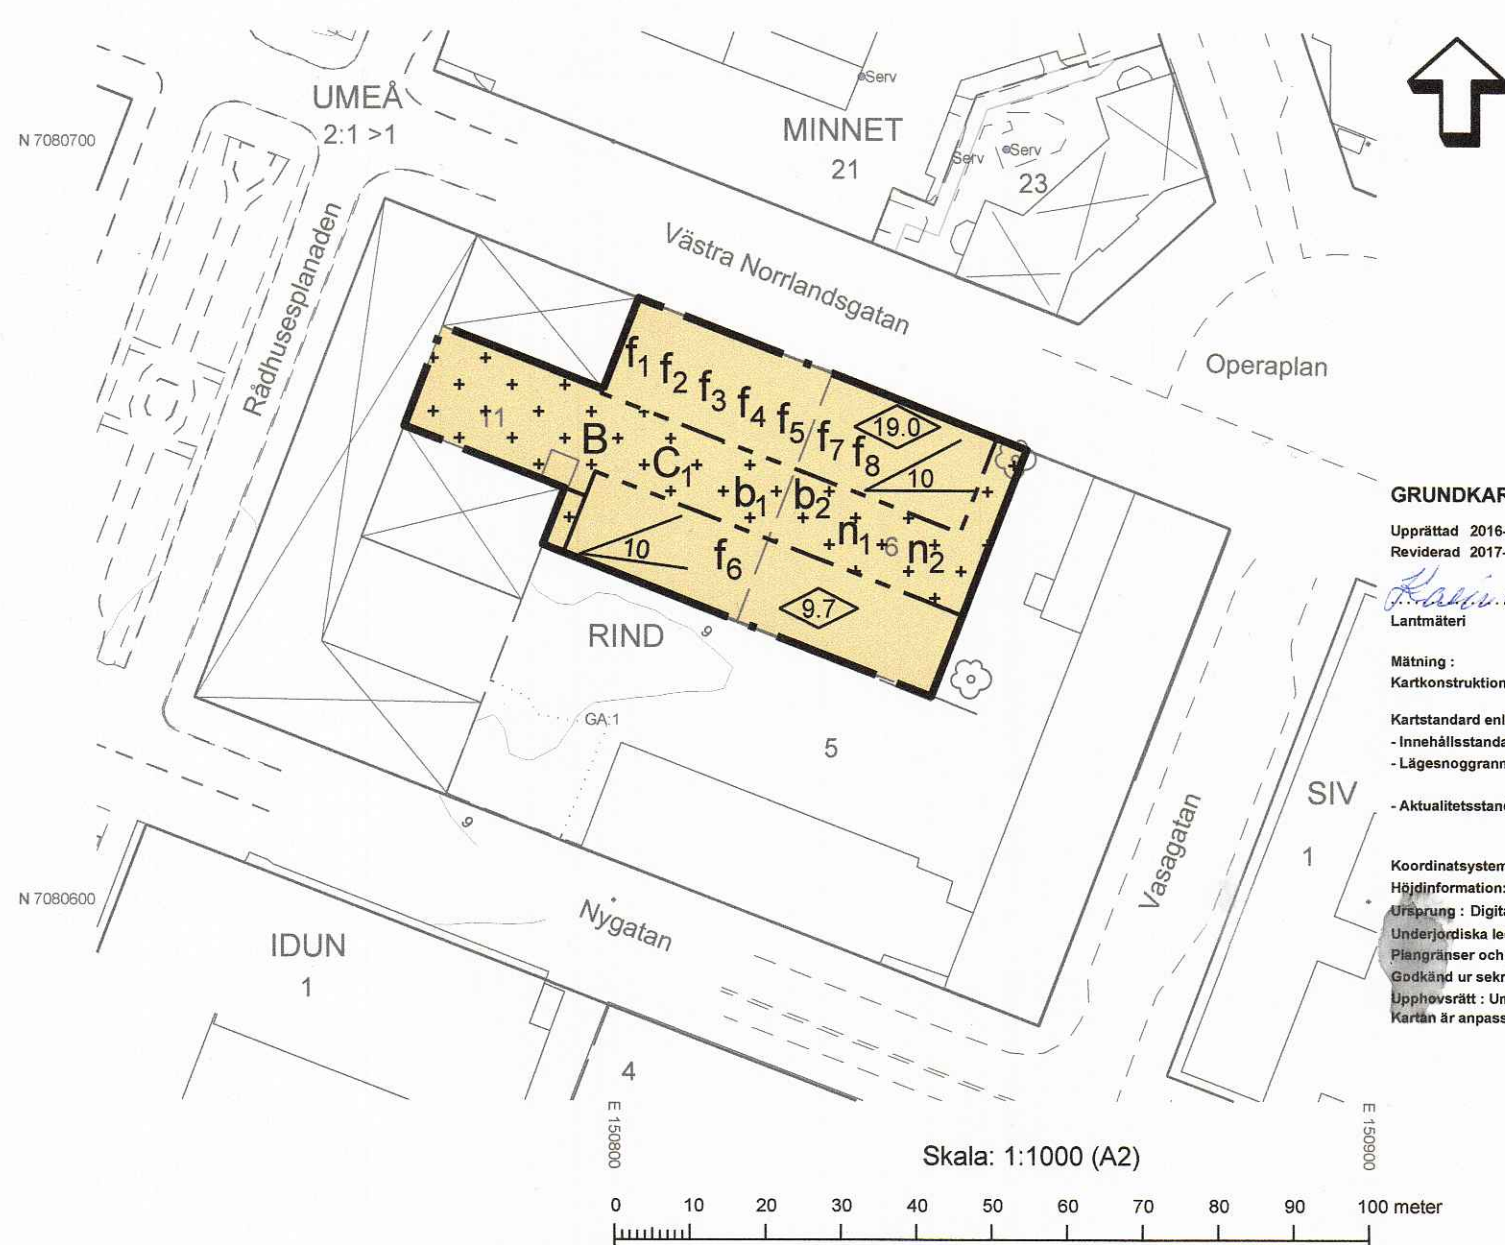 UMEÅ
2:1 >1
N 7080700
Serv
MINNET
21
Serv
Serv
23
Rådhusesplanaden
Västra Norrlandsgatan
Operaplan
f1 f2 f3 f4 f5 f7 f8
19.0
10
11
B
C1
b1 b2
n1 6 n2
10
f6
9.7
RIND
9
GA:1
5
9
Nygatan
Vasagatan
SIV
1
N 7080600
IDUN
1
4
E 150800
E 150900
GRUNDKAR
Upprättad 2016-
Reviderad 2017-
Lantmäteri
Mätning :
Kartkonstruktion
Kartstandard enl
- Innehållsstanda
- Lägesnoggrann
- Aktualitetsstand
Koordinatsystem
Höjdinformation:
Ursprung : Digita
Underjordiska le
Plangränser och
Godkänd ur sekr
Upphovsrätt : Um
Kartan är anpass
Skala: 1:1000 (A2)
0 10 20 30 40 50 60 70 80 90 100 meter